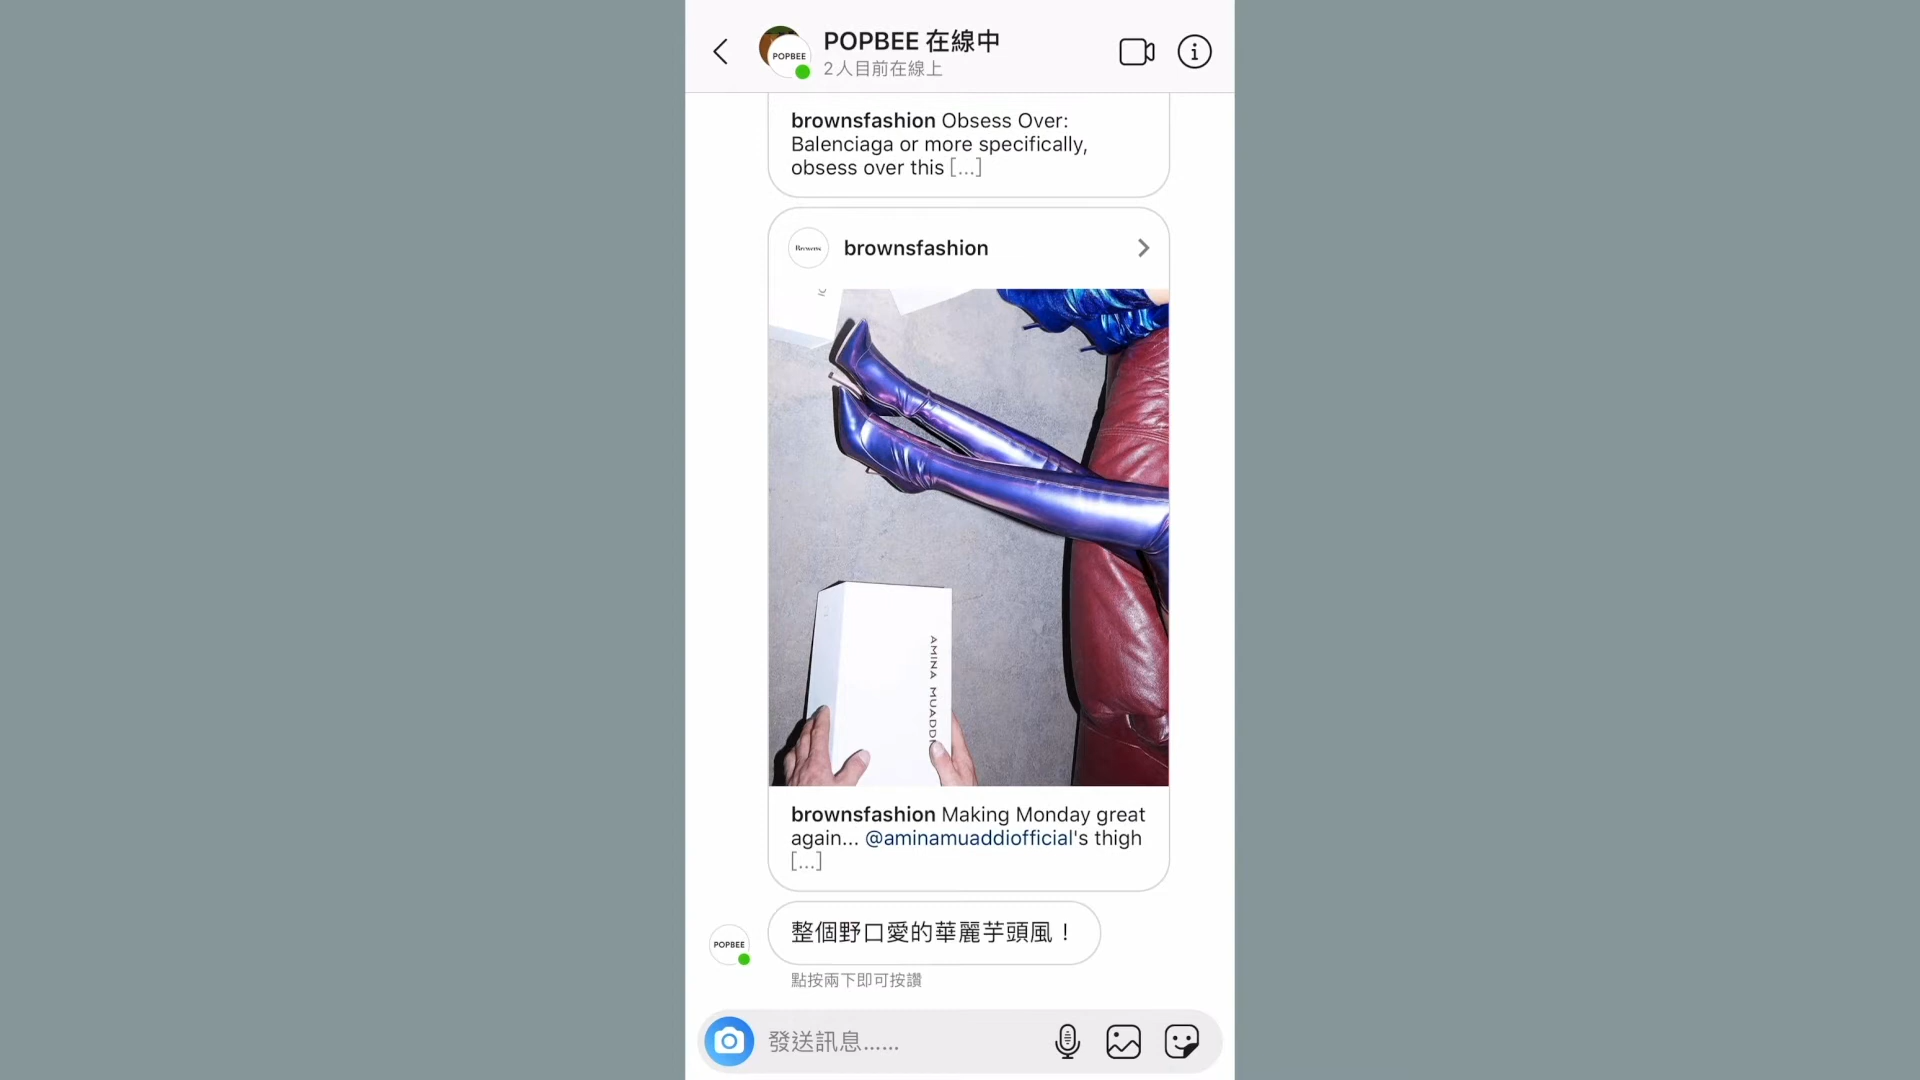 POPBEE 在線中
POPBEE
2人目前在線上
brownsfashion Obsess Over:
Balenciaga or more specifically,
obsess over this [...]
Browns
brownsfashion
AMINA MUADDI
brownsfashion Making Monday great
again... @aminamuaddiofficial's thigh
[...]
整個野口愛的華麗芋頭風！
POPBEE
點按兩下即可按讚
發送訊息......